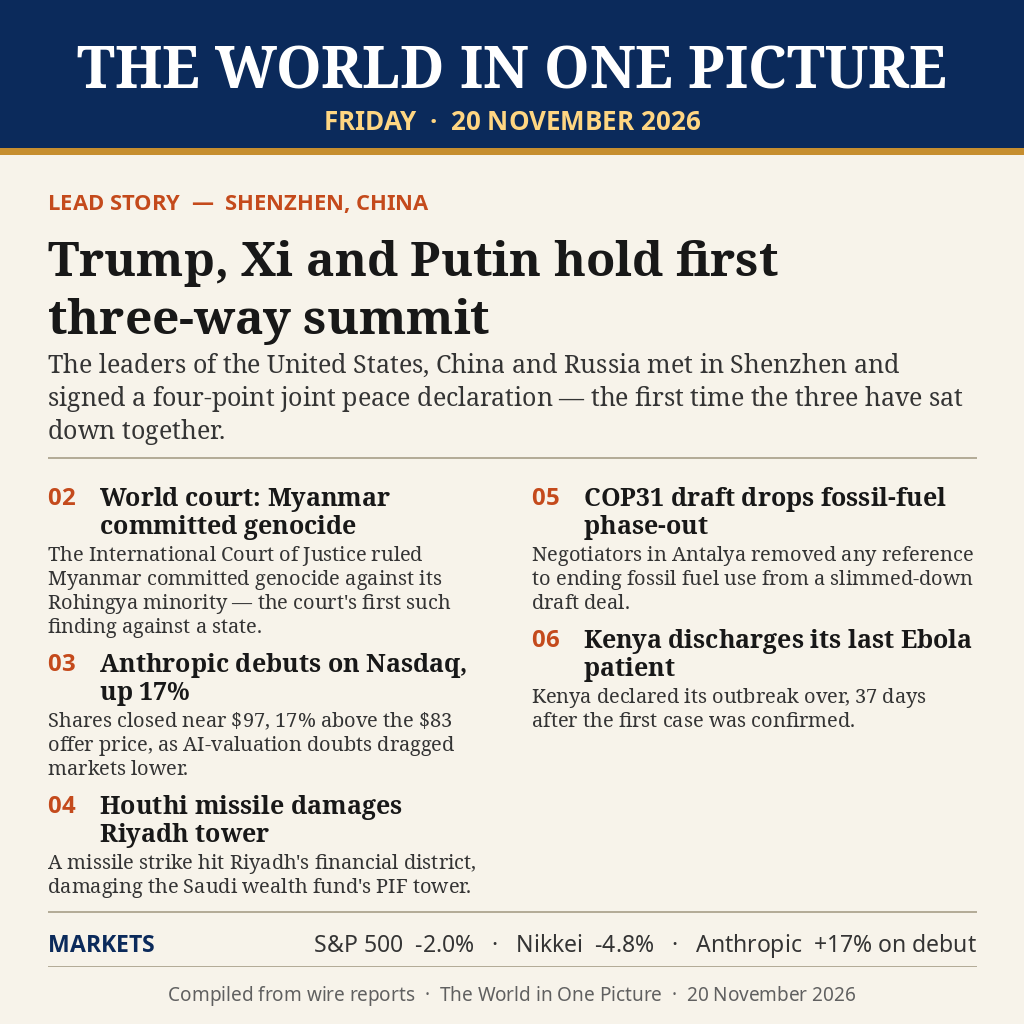 THE WORLD IN ONE PICTURE
FRIDAY · 20 NOVEMBER 2026
LEAD STORY — SHENZHEN, CHINA
Trump, Xi and Putin hold first
three-way summit
The leaders of the United States, China and Russia met in Shenzhen and
signed a four-point joint peace declaration — the first time the three have sat
down together.
02 World court: Myanmar
committed genocide
The International Court of Justice ruled
Myanmar committed genocide against its
Rohingya minority — the court's first such
finding against a state.
03 Anthropic debuts on Nasdaq,
up 17%
Shares closed near $97, 17% above the $83
offer price, as AI-valuation doubts dragged
markets lower.
04 Houthi missile damages
Riyadh tower
A missile strike hit Riyadh's financial district,
damaging the Saudi wealth fund's PIF tower.
05 COP31 draft drops fossil-fuel
phase-out
Negotiators in Antalya removed any reference
to ending fossil fuel use from a slimmed-down
draft deal.
06 Kenya discharges its last Ebola
patient
Kenya declared its outbreak over, 37 days
after the first case was confirmed.
MARKETS S&P 500 -2.0% · Nikkei -4.8% · Anthropic +17% on debut
Compiled from wire reports · The World in One Picture · 20 November 2026